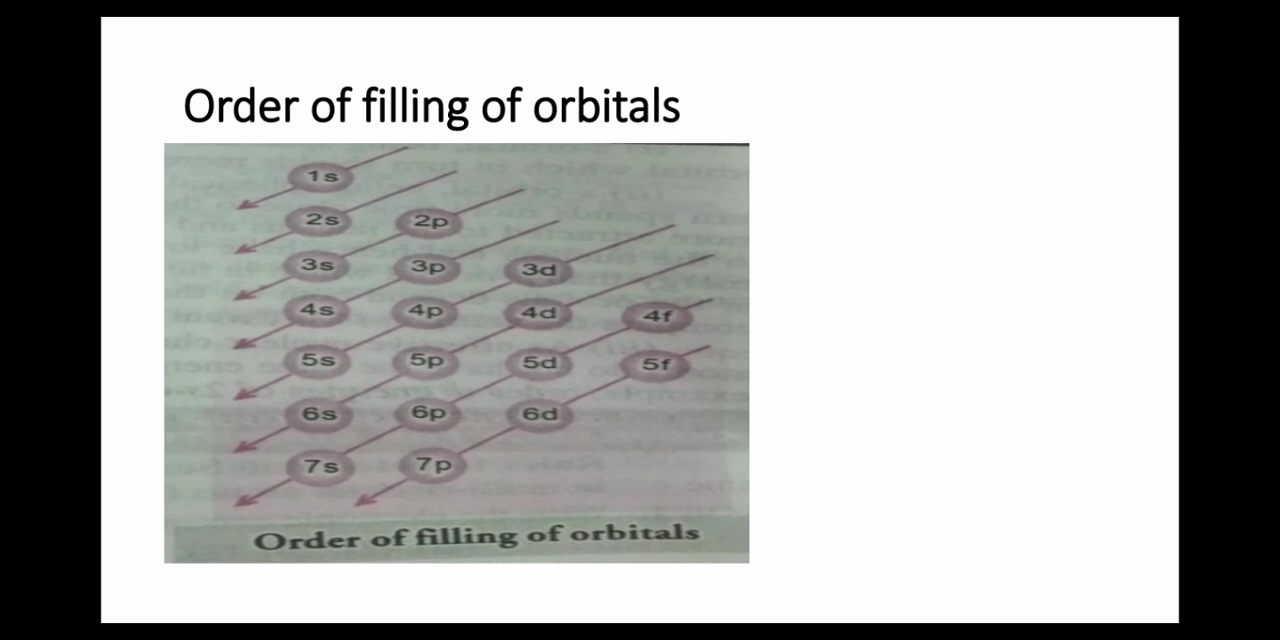 Order of filling of orbitals
1s
2s 2p
3s 3p 3d
4s 4p 4d 4f
5s 5p 5d 5f
6s 6p 6d
7s 7p
Order of filling of orbitals